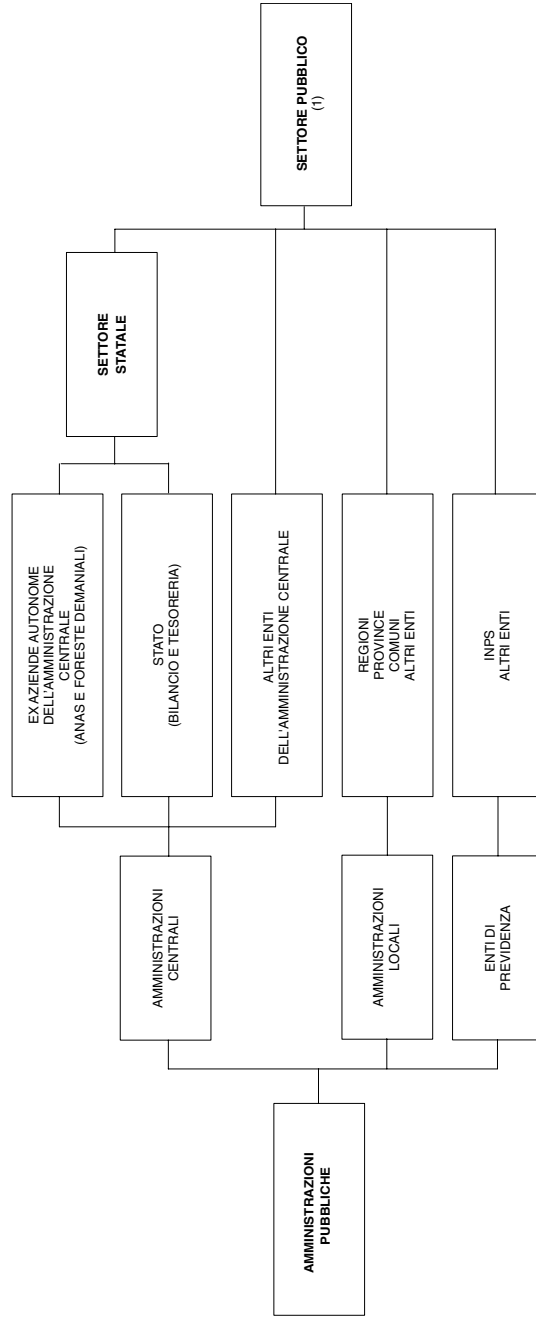 AMMINISTRAZIONI
PUBBLICHE
AMMINISTRAZIONI
CENTRALI
AMMINISTRAZIONI
LOCALI
ENTI DI
PREVIDENZA
EX AZIENDE AUTONOME
DELL'AMMINISTRAZIONE
CENTRALE
(ANAS E FORESTE DEMANIALI)
STATO
(BILANCIO E TESORERIA)
ALTRI ENTI
DELL'AMMINISTRAZIONE CENTRALE
REGIONI
PROVINCE
COMUNI
ALTRI ENTI
INPS
ALTRI ENTI
SETTORE
STATALE
SETTORE PUBBLICO
(1)